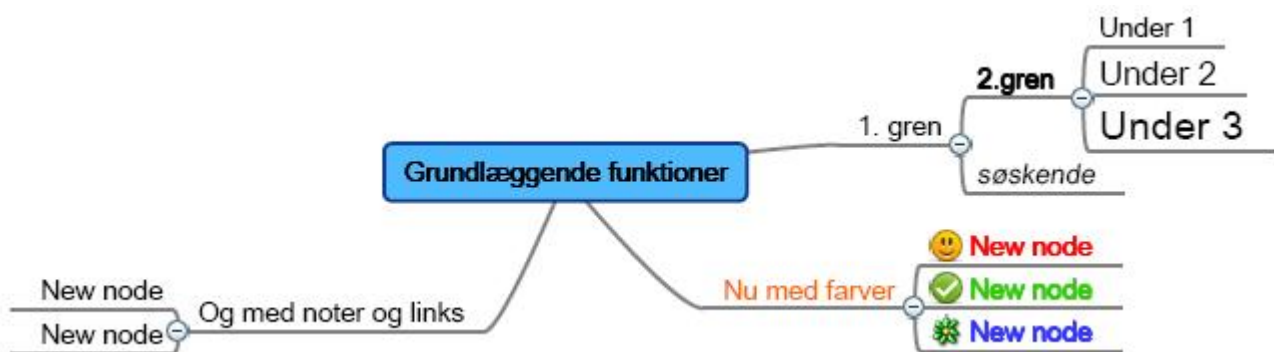 Grundlæggende funktioner
1. gren
2.gren
Under 1
Under 2
Under 3
søskende
Nu med farver
New node
New node
New node
Og med noter og links
New node
New node